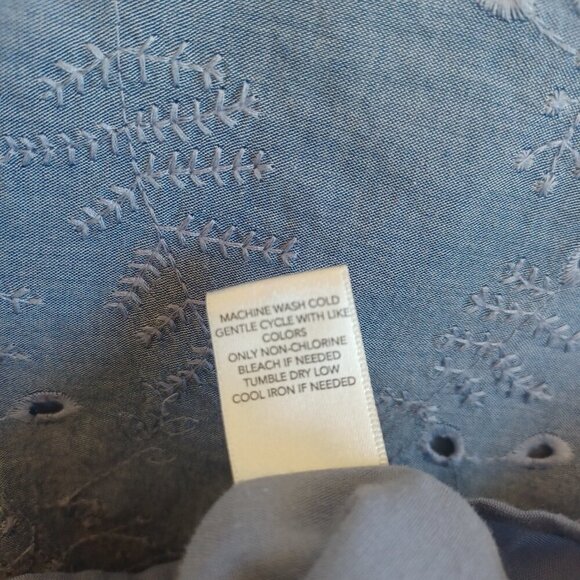 MACHINE WASH COLD
GENTLE CYCLE WITH LIKE
COLORS
ONLY NON-CHLORINE
BLEACH IF NEEDED
TUMBLE DRY LOW
COOL IRON IF NEEDED